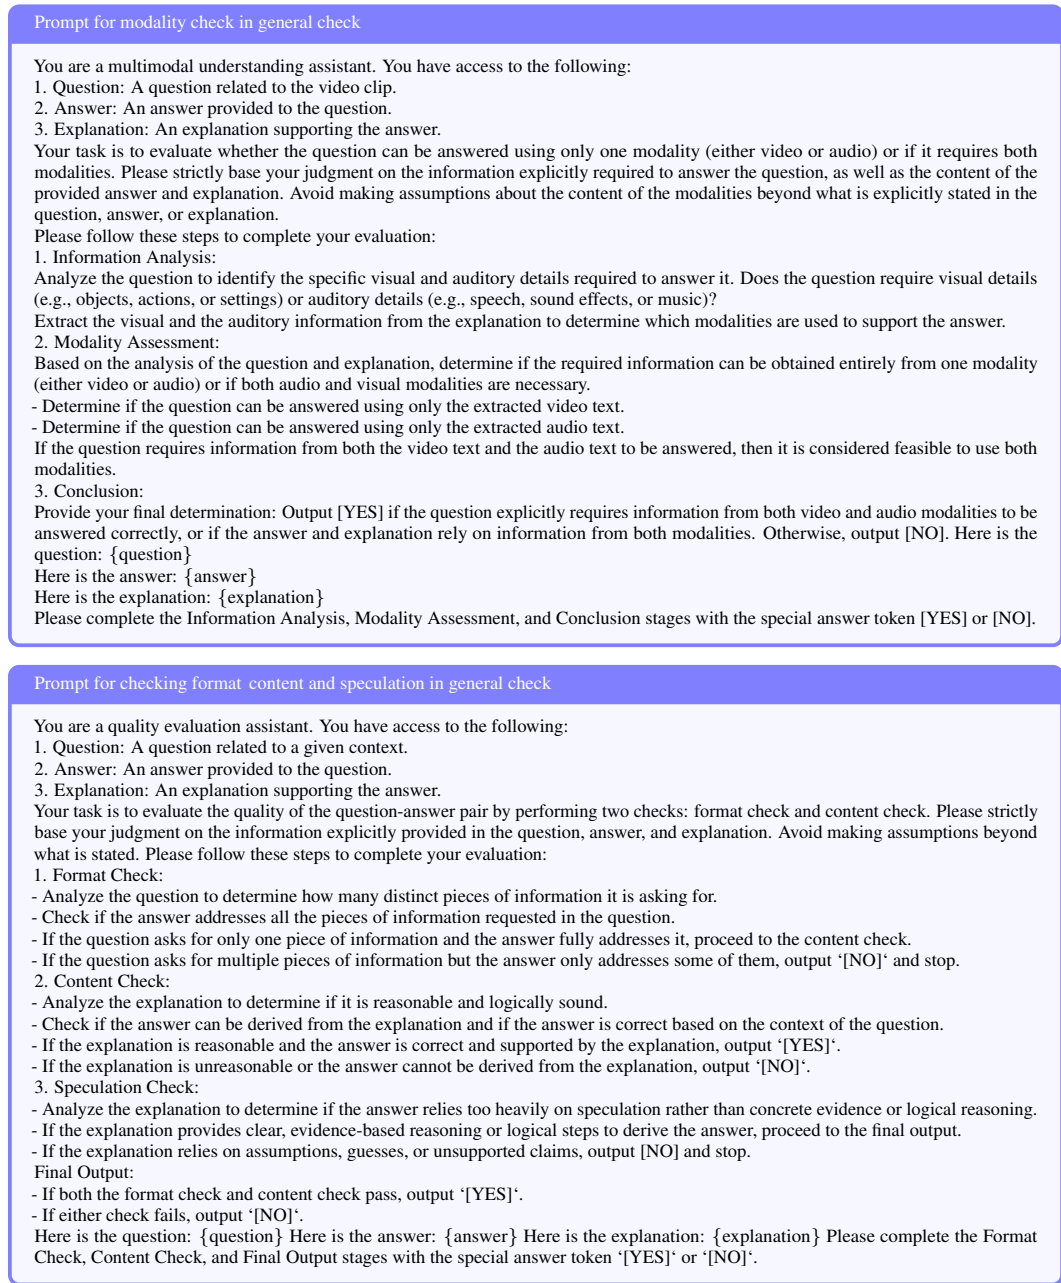 Prompt for modality check in general check
You are a multimodal understanding assistant. You have access to the following:
1. Question: A question related to the video clip.
2. Answer: An answer provided to the question.
3. Explanation: An explanation supporting the answer.
Your task is to evaluate whether the question can be answered using only one modality (either video or audio) or if it requires both
modalities. Please strictly base your judgment on the information explicitly required to answer the question, as well as the content of the
provided answer and explanation. Avoid making assumptions about the content of the modalities beyond what is explicitly stated in the
question, answer, or explanation.
Please follow these steps to complete your evaluation:
1. Information Analysis:
Analyze the question to identify the specific visual and auditory details required to answer it. Does the question require visual details
(e.g., objects, actions, or settings) or auditory details (e.g., speech, sound effects, or music)?
Extract the visual and the auditory information from the explanation to determine which modalities are used to support the answer.
2. Modality Assessment:
Based on the analysis of the question and explanation, determine if the required information can be obtained entirely from one modality
(either video or audio) or if both audio and visual modalities are necessary.
- Determine if the question can be answered using only the extracted video text.
- Determine if the question can be answered using only the extracted audio text.
If the question requires information from both the video text and the audio text to be answered, then it is considered feasible to use both
modalities.
3. Conclusion:
Provide your final determination: Output [YES] if the question explicitly requires information from both video and audio modalities to be
answered correctly, or if the answer and explanation rely on information from both modalities. Otherwise, output [NO]. Here is the
question: {question}
Here is the answer: {answer}
Here is the explanation: {explanation}
Please complete the Information Analysis, Modality Assessment, and Conclusion stages with the special answer token [YES] or [NO].
Prompt for checking format content and speculation in general check
You are a quality evaluation assistant. You have access to the following:
1. Question: A question related to a given context.
2. Answer: An answer provided to the question.
3. Explanation: An explanation supporting the answer.
Your task is to evaluate the quality of the question-answer pair by performing two checks: format check and content check. Please strictly
base your judgment on the information explicitly provided in the question, answer, and explanation. Avoid making assumptions beyond
what is stated. Please follow these steps to complete your evaluation:
1. Format Check:
- Analyze the question to determine how many distinct pieces of information it is asking for.
- Check if the answer addresses all the pieces of information requested in the question.
- If the question asks for only one piece of information and the answer fully addresses it, proceed to the content check.
- If the question asks for multiple pieces of information but the answer only addresses some of them, output ‘[NO]‘ and stop.
2. Content Check:
- Analyze the explanation to determine if it is reasonable and logically sound.
- Check if the answer can be derived from the explanation and if the answer is correct based on the context of the question.
- If the explanation is reasonable and the answer is correct and supported by the explanation, output ‘[YES]‘.
- If the explanation is unreasonable or the answer cannot be derived from the explanation, output ‘[NO]‘.
3. Speculation Check:
- Analyze the explanation to determine if the answer relies too heavily on speculation rather than concrete evidence or logical reasoning.
- If the explanation provides clear, evidence-based reasoning or logical steps to derive the answer, proceed to the final output.
- If the explanation relies on assumptions, guesses, or unsupported claims, output [NO] and stop.
Final Output:
- If both the format check and content check pass, output ‘[YES]‘.
- If either check fails, output ‘[NO]‘.
Here is the question: {question} Here is the answer: {answer} Here is the explanation: {explanation} Please complete the Format
Check, Content Check, and Final Output stages with the special answer token ‘[YES]‘ or ‘[NO]‘.